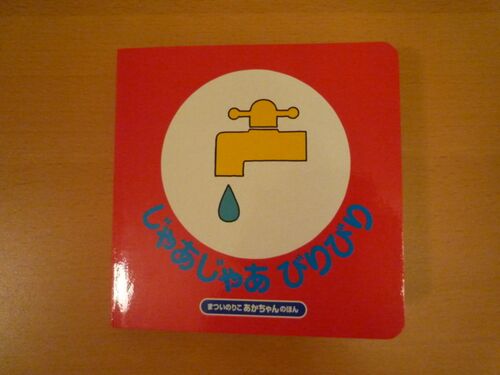 じゃあじゃあ びりびり
まついのりこ あかちゃんのほん